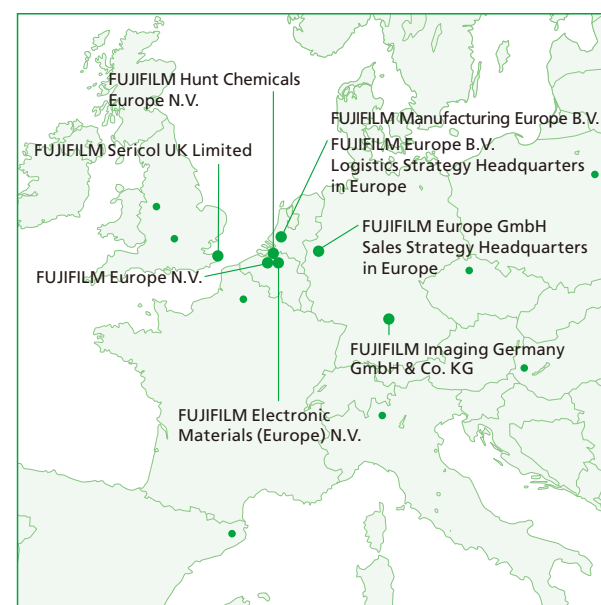 FUJIFILM Hunt Chemicals
Europe N.V.
FUJIFILM Manufacturing Europe B.V.
FUJIFILM Europe B.V.
Logistics Strategy Headquarters
in Europe
FUJIFILM Sericol UK Limited
FUJIFILM Europe GmbH
Sales Strategy Headquarters
in Europe
FUJIFILM Europe N.V.
FUJIFILM Imaging Germany
GmbH & Co. KG
FUJIFILM Electronic
Materials (Europe) N.V.